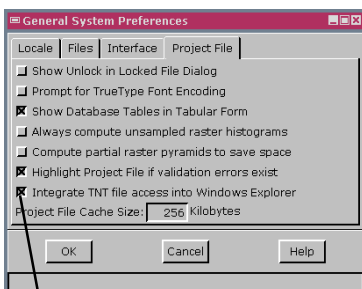 General System Preferences
Locale Files Interface Project File
Show Unlock in Locked File Dialog
Prompt for TrueType Font Encoding
Show Database Tables in Tabular Form
Always compute unsampled raster histograms
Compute partial raster pyramids to save space
Highlight Project File if validation errors exist
Integrate TNT file access into Windows Explorer
Project File Cache Size: 256 Kilobytes
OK Cancel Help